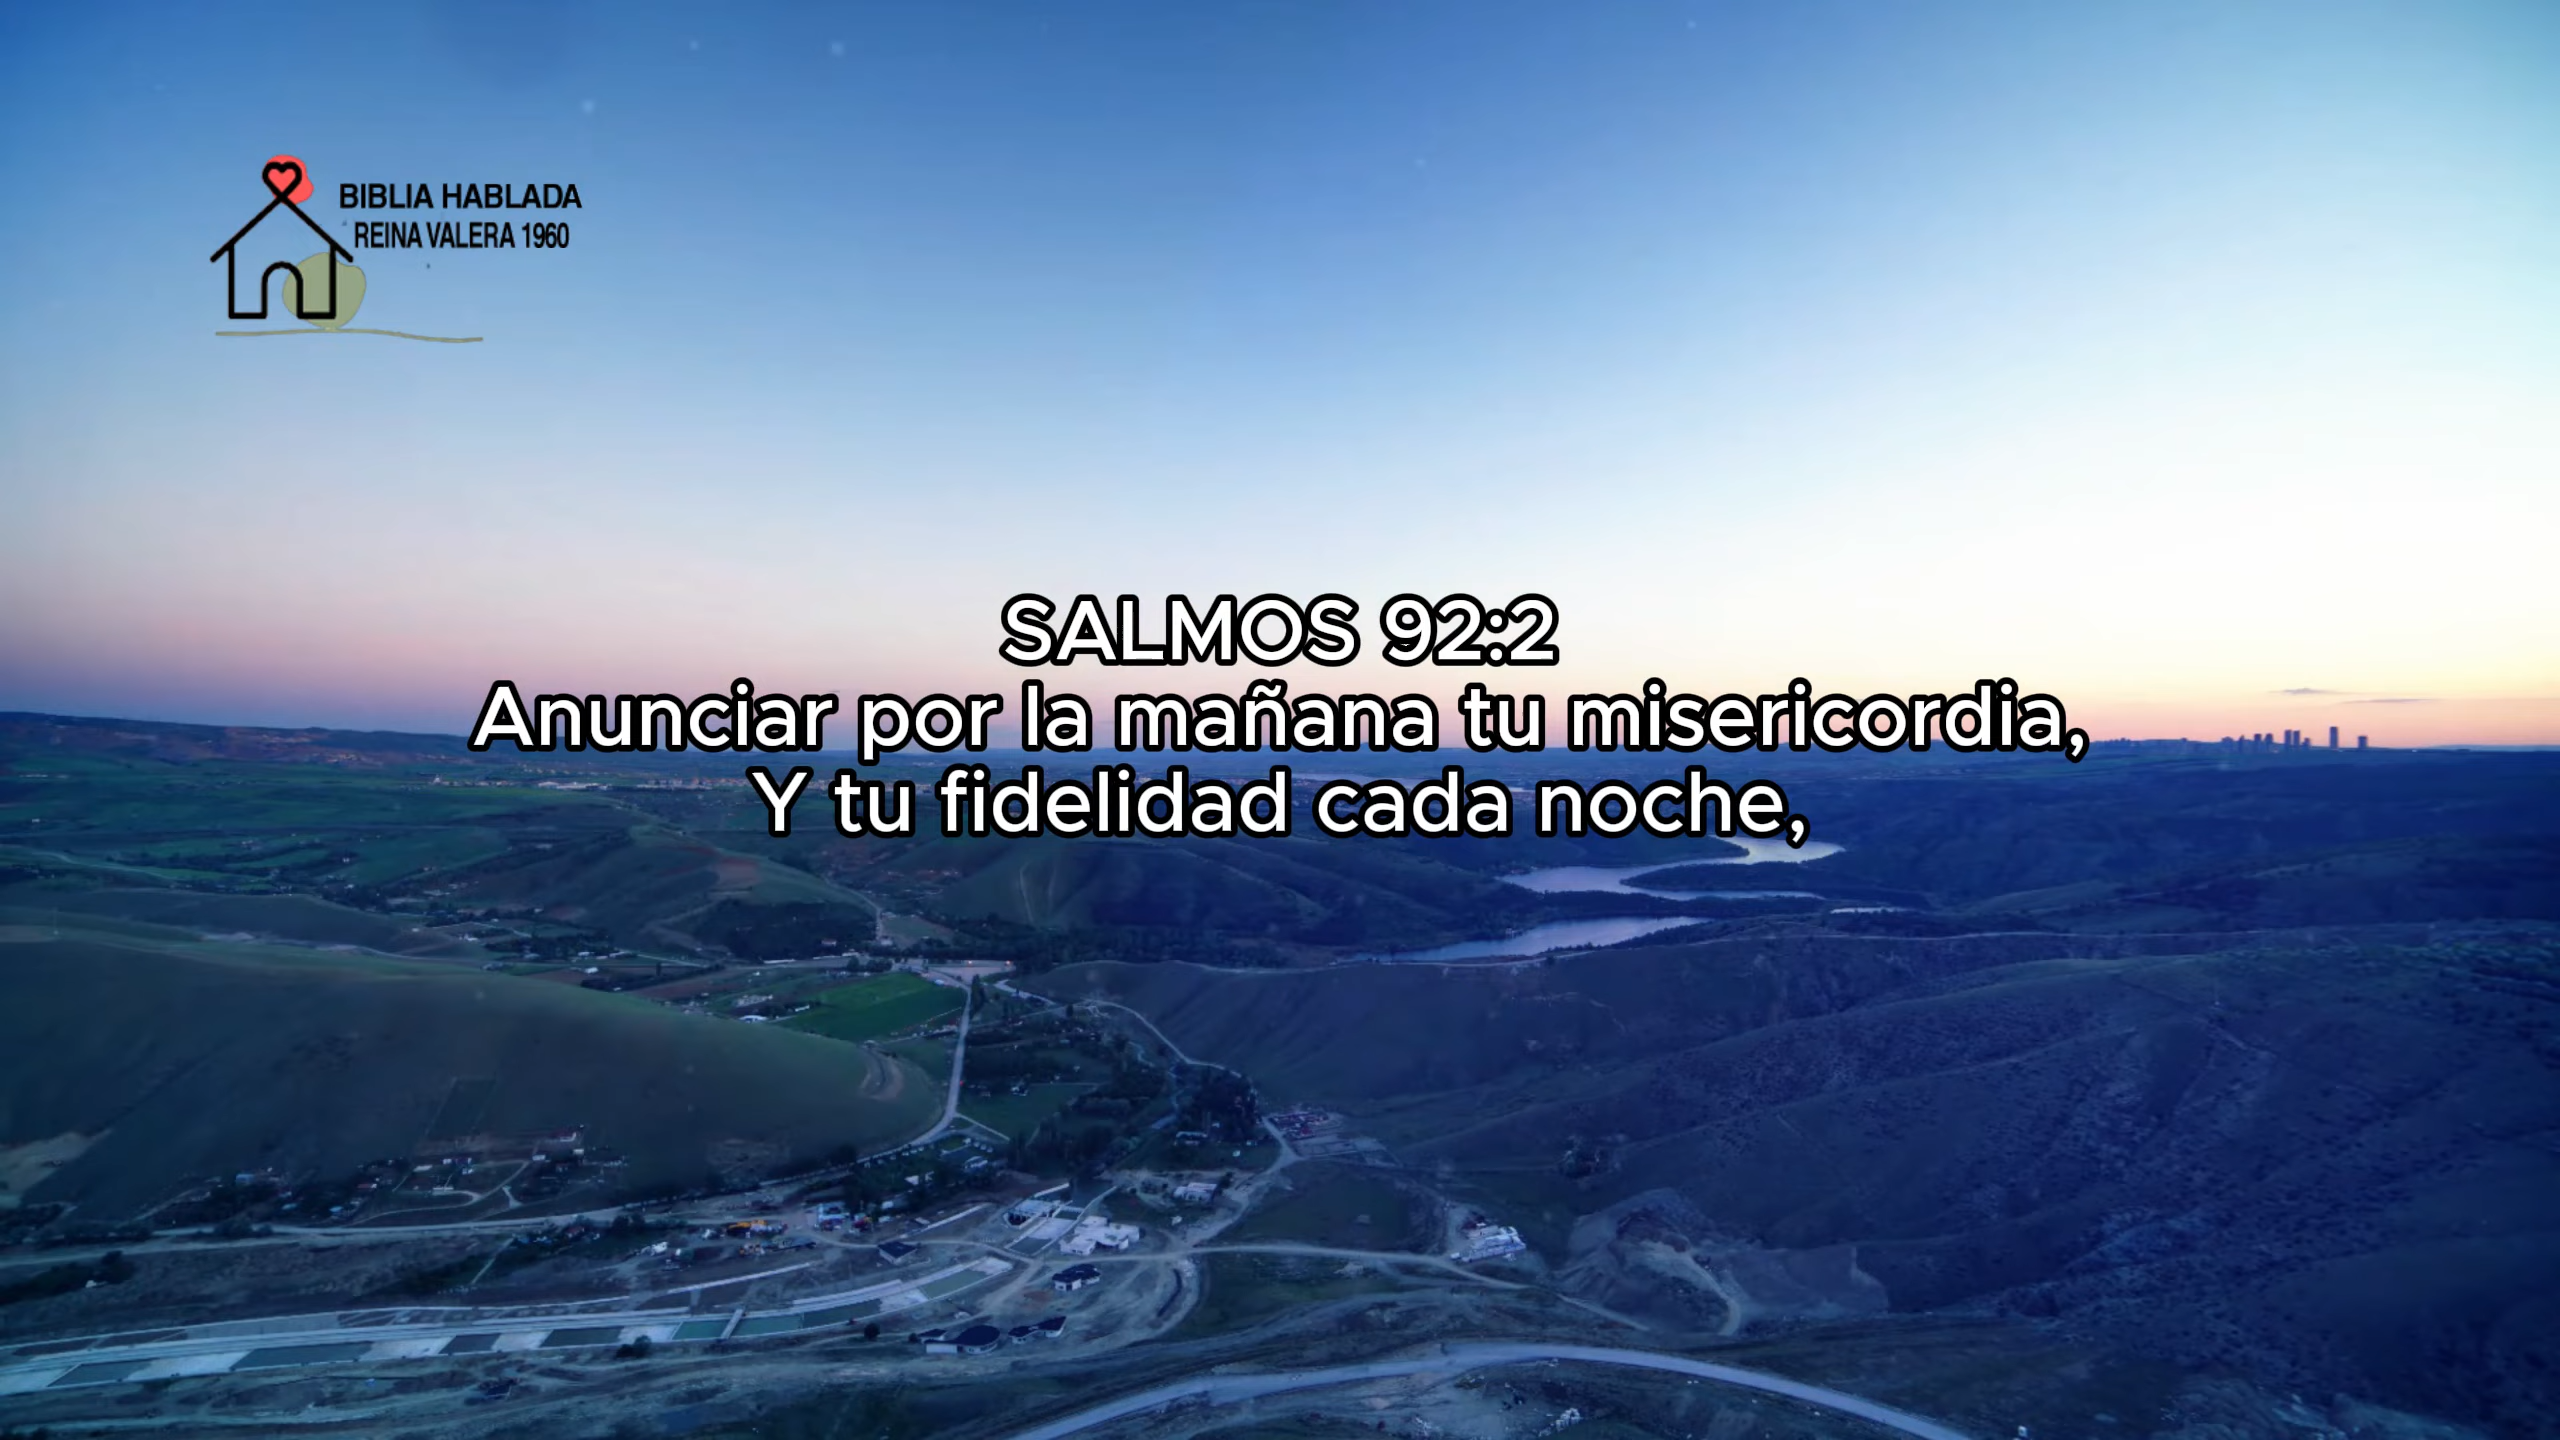 BIBLIA HABLADA
REINA VALERA 1960
SALMOS 92:2
Anunciar por la mañana tu misericordia,
Y tu fidelidad cada noche,